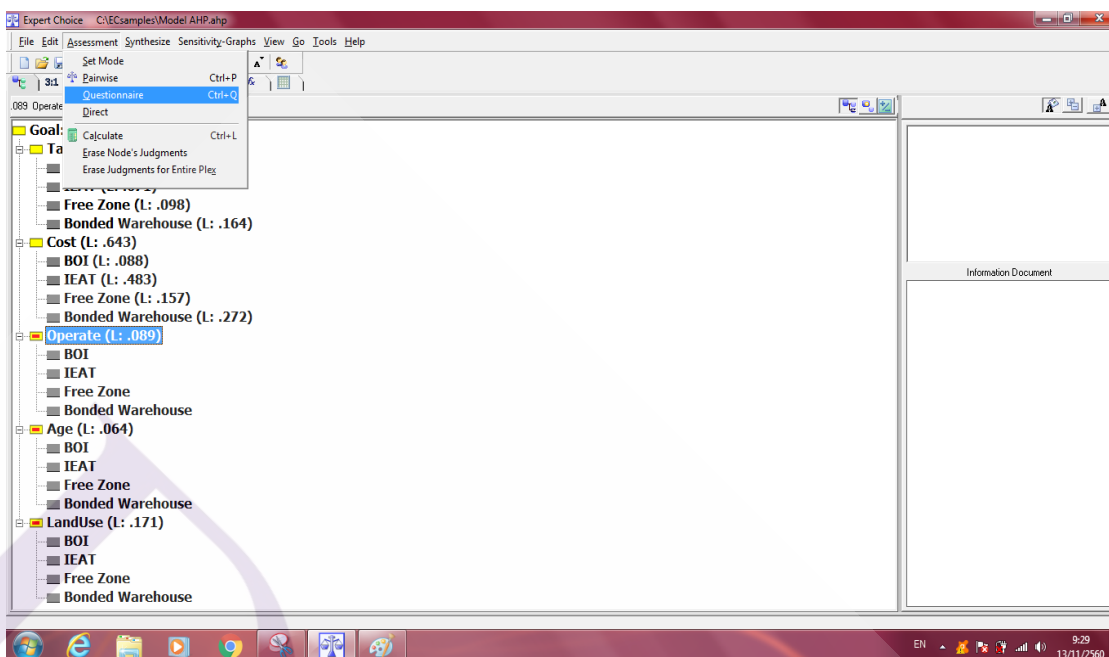 Expert Choice C:\ECsamples\Model AHP.ahp
File Edit Assessment Synthesize Sensitivity-Graphs View Go Tools Help
Set Mode
3:1 Pairwise Ctrl+P
Questionnaire Ctrl+Q
.089 Operate
Direct
Calculate Ctrl+L
Erase Node's Judgments
Erase Judgments for Entire Plex
Goal:
Ta
Free Zone (L: .098)
Bonded Warehouse (L: .164)
Cost (L: .643)
BOI (L: .088)
IEAT (L: .483)
Free Zone (L: .157)
Bonded Warehouse (L: .272)
Operate (L: .089)
BOI
IEAT
Free Zone
Bonded Warehouse
Age (L: .064)
BOI
IEAT
Free Zone
Bonded Warehouse
LandUse (L: .171)
BOI
IEAT
Free Zone
Bonded Warehouse
Information Document
EN
9:29
13/11/2560